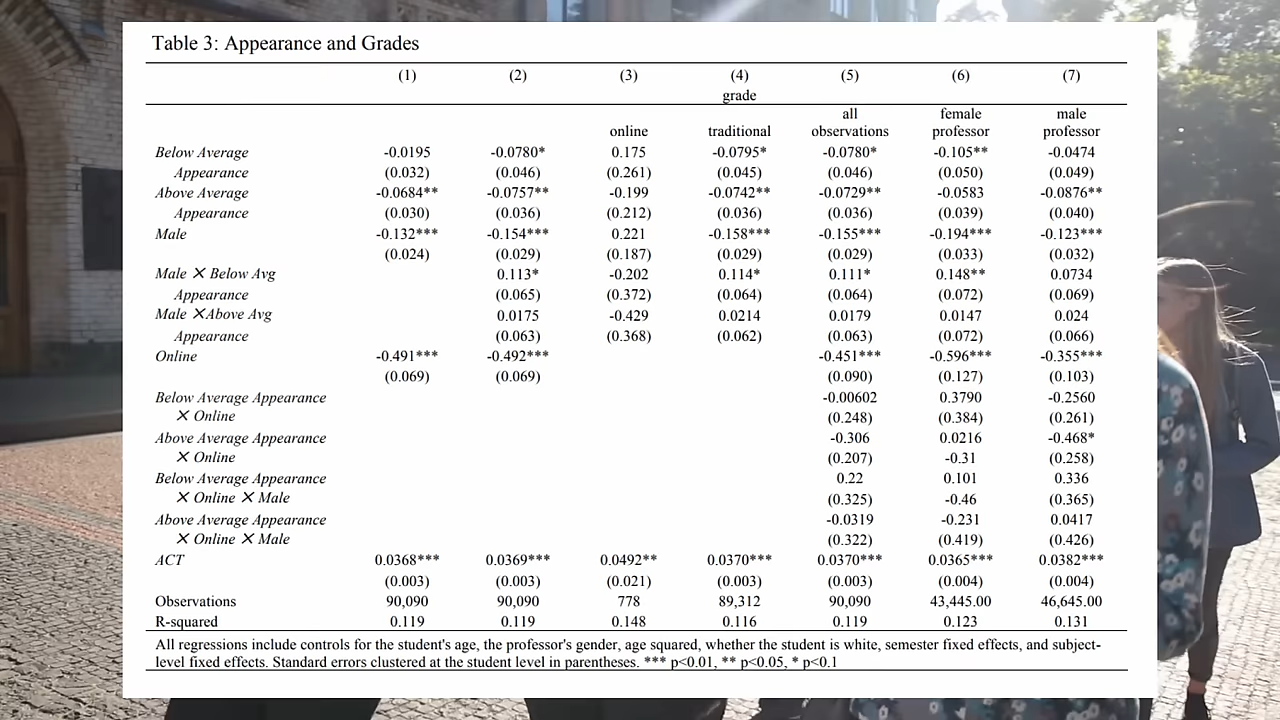 Table 3: Appearance and Grades
(1) (2) (3) (4) (5) (6) (7)
grade
all female male
online traditional observations professor professor
Below Average -0.0195 -0.0780* 0.175 -0.0795* -0.0780* -0.105** -0.0474
Appearance (0.032) (0.046) (0.261) (0.045) (0.046) (0.050) (0.049)
Above Average -0.0684** -0.0757** -0.199 -0.0742** -0.0729** -0.0583 -0.0876**
Appearance (0.030) (0.036) (0.212) (0.036) (0.036) (0.039) (0.040)
Male -0.132*** -0.154*** 0.221 -0.158*** -0.155*** -0.194*** -0.123***
(0.024) (0.029) (0.187) (0.029) (0.029) (0.033) (0.032)
Male ✕ Below Avg 0.113* -0.202 0.114* 0.111* 0.148** 0.0734
Appearance (0.065) (0.372) (0.064) (0.064) (0.072) (0.069)
Male ✕Above Avg 0.0175 -0.429 0.0214 0.0179 0.0147 0.024
Appearance (0.063) (0.368) (0.062) (0.063) (0.072) (0.066)
Online -0.491*** -0.492*** -0.451*** -0.596*** -0.355***
(0.069) (0.069) (0.090) (0.127) (0.103)
Below Average Appearance -0.00602 0.3790 -0.2560
✕ Online (0.248) (0.384) (0.261)
Above Average Appearance -0.306 0.0216 -0.468*
✕ Online (0.207) -0.31 (0.258)
Below Average Appearance 0.22 0.101 0.336
✕ Online ✕ Male (0.325) -0.46 (0.365)
Above Average Appearance -0.0319 -0.231 0.0417
✕ Online ✕ Male (0.322) (0.419) (0.426)
ACT 0.0368*** 0.0369*** 0.0492** 0.0370*** 0.0370*** 0.0365*** 0.0382***
(0.003) (0.003) (0.021) (0.003) (0.003) (0.004) (0.004)
Observations 90,090 90,090 778 89,312 90,090 43,445.00 46,645.00
R-squared 0.119 0.119 0.148 0.116 0.119 0.123 0.131
All regressions include controls for the student's age, the professor's gender, age squared, whether the student is white, semester fixed effects, and subject-
level fixed effects. Standard errors clustered at the student level in parentheses. *** p<0.01, ** p<0.05, * p<0.1